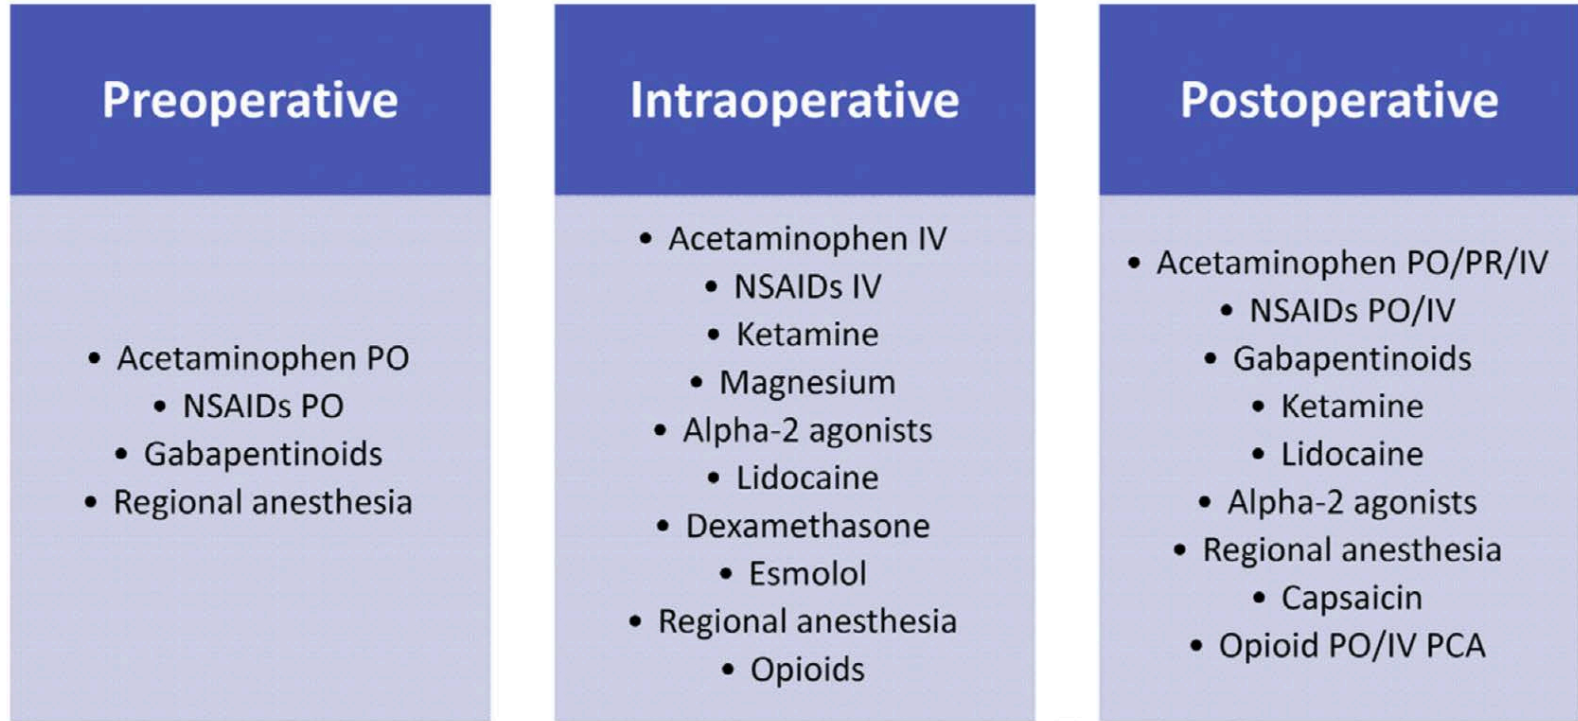 Preoperative
• Acetaminophen PO
• NSAIDs PO
• Gabapentinoids
• Regional anesthesia
Intraoperative
• Acetaminophen IV
• NSAIDs IV
• Ketamine
• Magnesium
• Alpha-2 agonists
• Lidocaine
• Dexamethasone
• Esmolol
• Regional anesthesia
• Opioids
Postoperative
• Acetaminophen PO/PR/IV
• NSAIDs PO/IV
• Gabapentinoids
• Ketamine
• Lidocaine
• Alpha-2 agonists
• Regional anesthesia
• Capsaicin
• Opioid PO/IV PCA